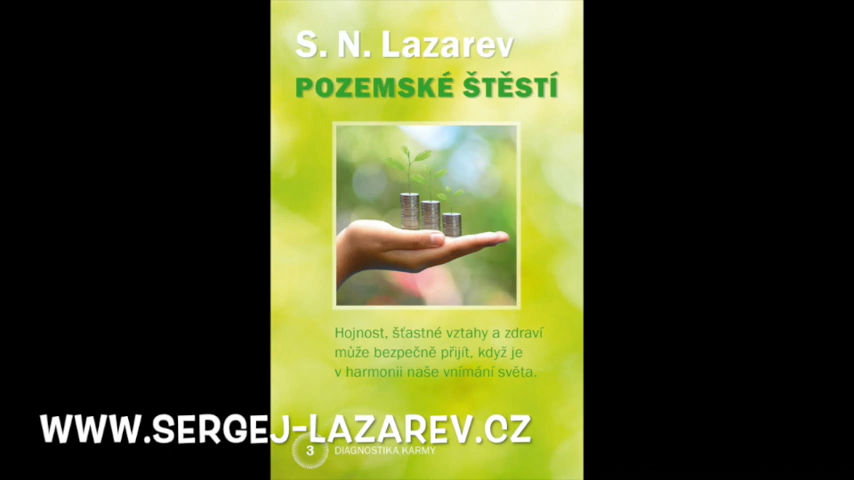 S. N. Lazarev
POZEMSKÉ ŠTĚSTÍ
Hojnost, šťastné vztahy a zdraví
může bezpečně přijít, když je
v harmonii naše vnímání světa.
WWW.SERGEJ-LAZAREV.CZ
3 DIAGNOSTIKA KARMY